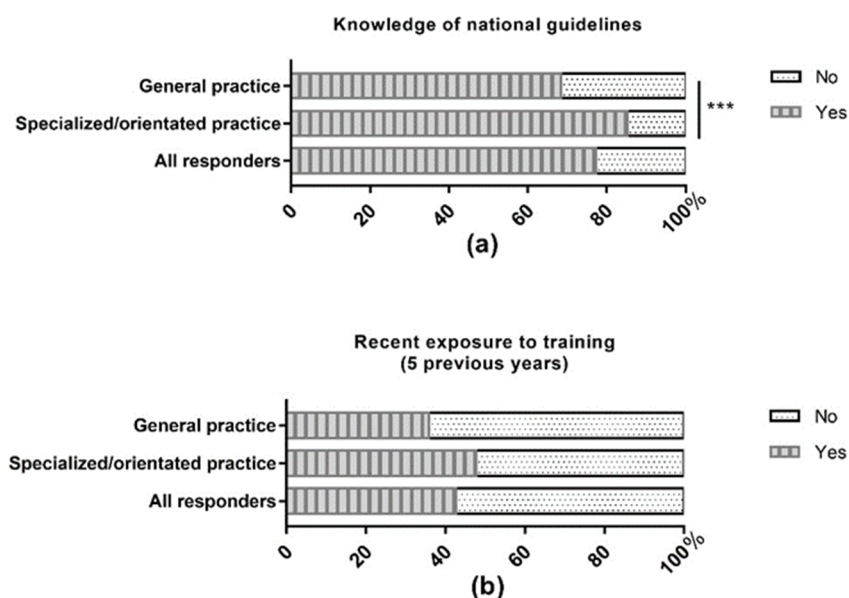 Knowledge of national guidelines
General practice
Specialized/orientated practice
All responders
No
Yes
***
0 20 40 60 80 100%
(a)
Recent exposure to training
(5 previous years)
General practice
Specialized/orientated practice
All responders
No
Yes
0 20 40 60 80 100%
(b)